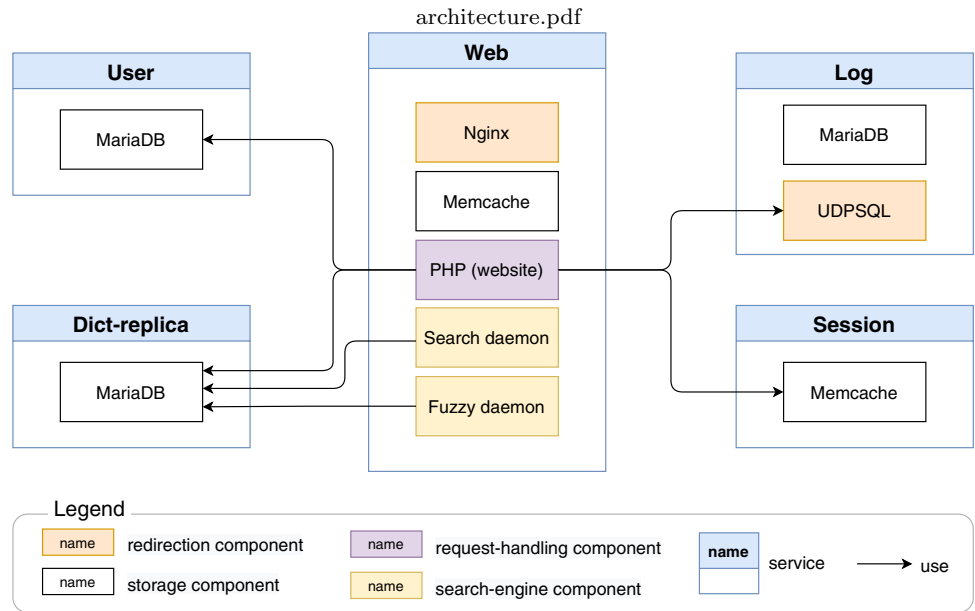 architecture.pdf
User
MariaDB
Web
Nginx
Memcache
PHP (website)
Search daemon
Fuzzy daemon
Log
MariaDB
UDPSQL
Dict-replica
MariaDB
Session
Memcache
Legend
name redirection component
name storage component
name request-handling component
name search-engine component
name service
use